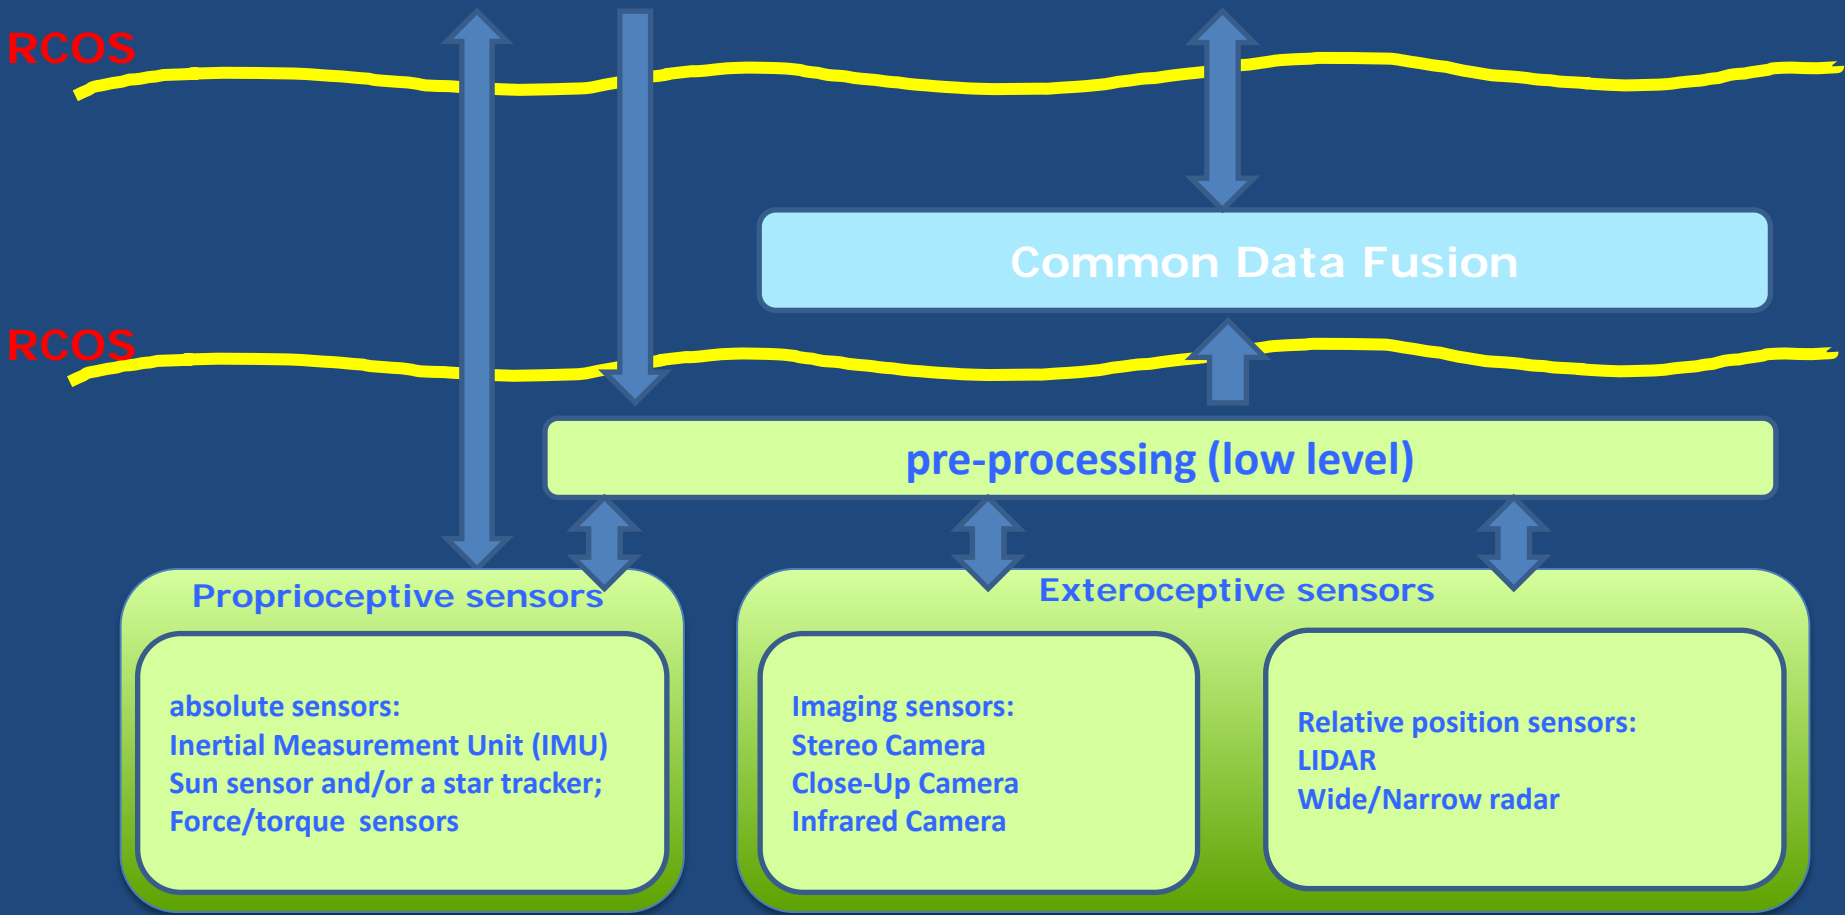 RCOS
Common Data Fusion
RCOS
pre-processing (low level)
Proprioceptive sensors
absolute sensors:
Inertial Measurement Unit (IMU)
Sun sensor and/or a star tracker;
Force/torque sensors
Exteroceptive sensors
Imaging sensors:
Stereo Camera
Close-Up Camera
Infrared Camera
Relative position sensors:
LIDAR
Wide/Narrow radar